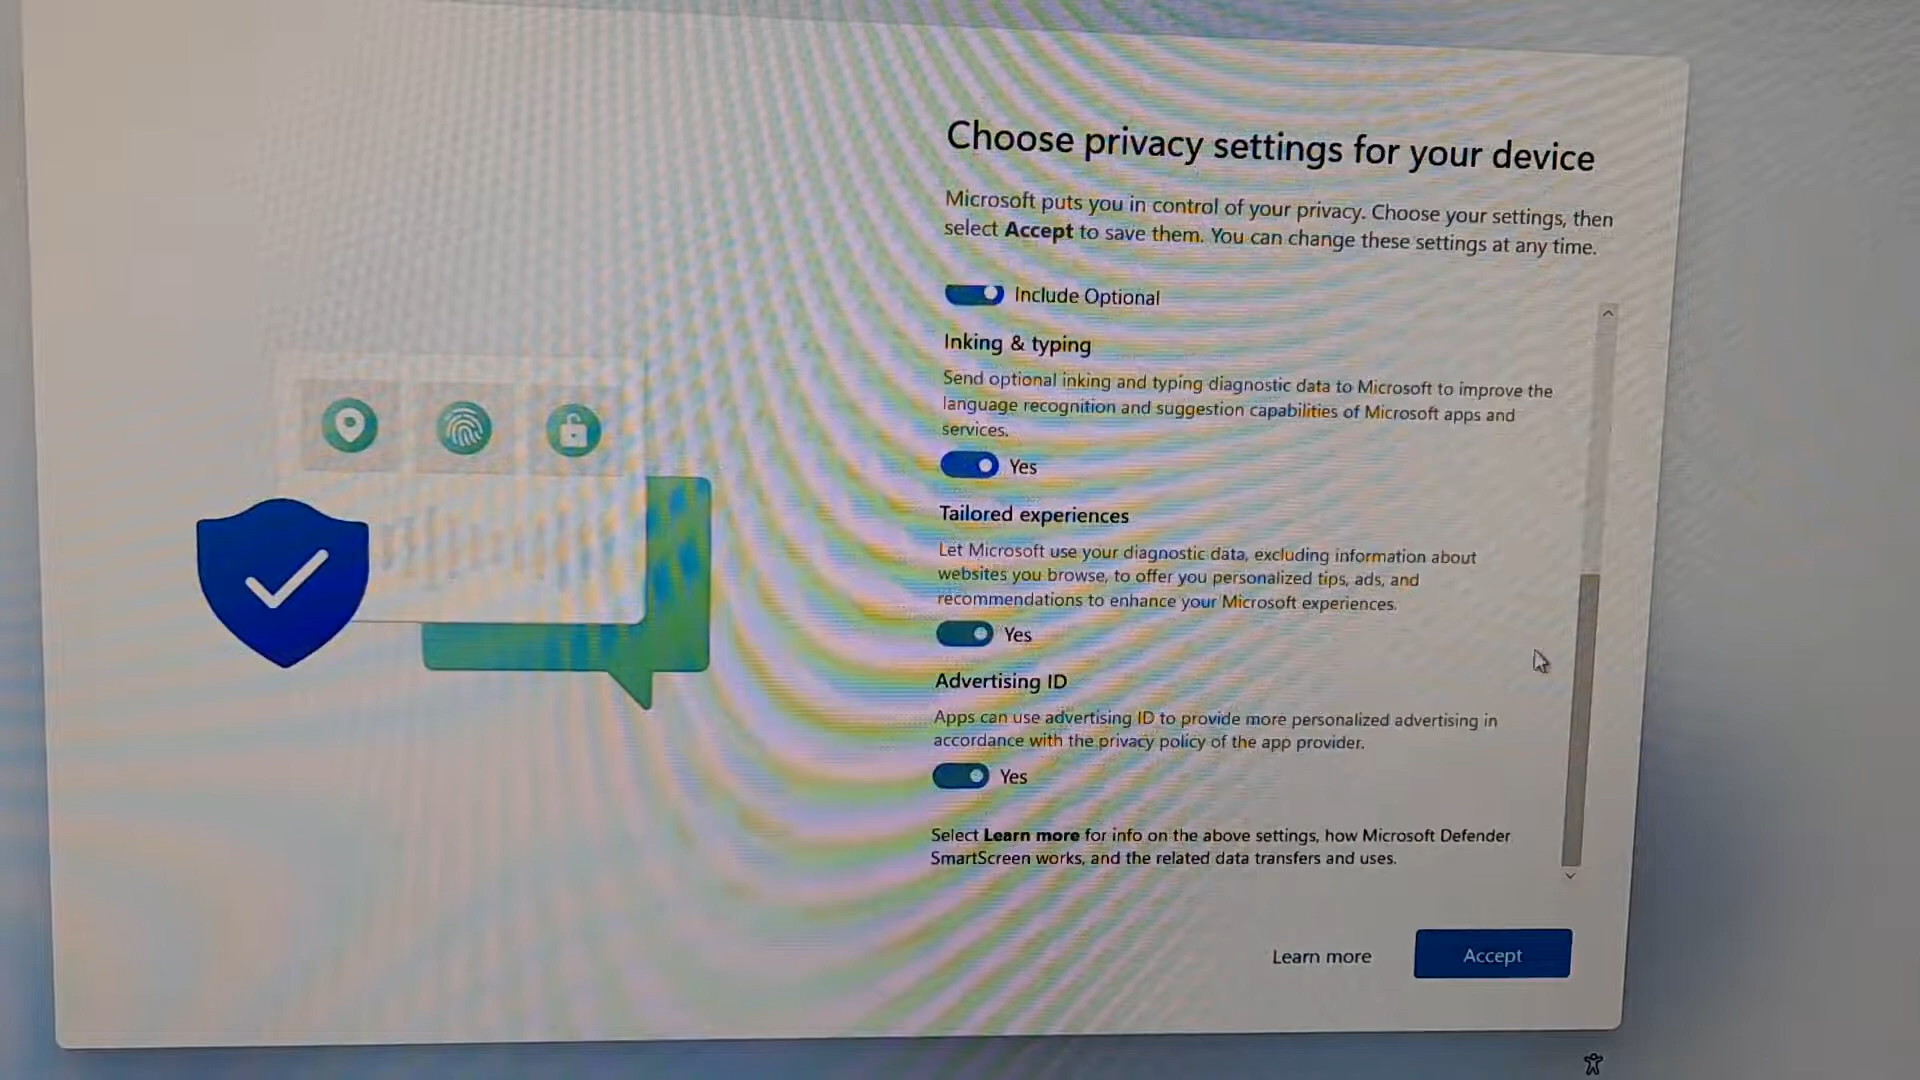 Choose privacy settings for your device
Microsoft puts you in control of your privacy. Choose your settings, then
select Accept to save them. You can change these settings at any time.
Include Optional
Inking & typing
Send optional inking and typing diagnostic data to Microsoft to improve the
language recognition and suggestion capabilities of Microsoft apps and
services.
Yes
Tailored experiences
Let Microsoft use your diagnostic data, excluding information about
websites you browse, to offer you personalized tips, ads, and
recommendations to enhance your Microsoft experiences.
Yes
Advertising ID
Apps can use advertising ID to provide more personalized advertising in
accordance with the privacy policy of the app provider.
Yes
Select Learn more for info on the above settings, how Microsoft Defender
SmartScreen works, and the related data transfers and uses.
Learn more
Accept